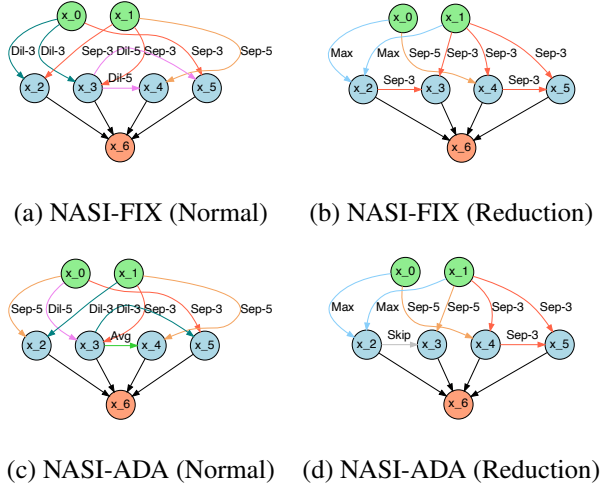 x_0 x_1 x_0 x_1
Dil-3 Dil-3 Sep-3 Dil-5 Sep-3 Sep-3 Sep-5 Max Max Sep-5 Sep-3 Sep-3 Sep-3
Dil-5 Sep-3 Sep-3
x_2 x_3 x_4 x_5 x_2 x_3 x_4 x_5
x_6 x_6
(a) NASI-FIX (Normal) (b) NASI-FIX (Reduction)
x_0 x_1 x_0 x_1
Sep-5 Dil-5 Dil-3 Dil-3 Sep-3 Sep-3 Sep-5 Max Max Sep-5 Sep-5 Sep-3 Sep-3
Avg Skip Sep-3
x_2 x_3 x_4 x_5 x_2 x_3 x_4 x_5
x_6 x_6
(c) NASI-ADA (Normal) (d) NASI-ADA (Reduction)